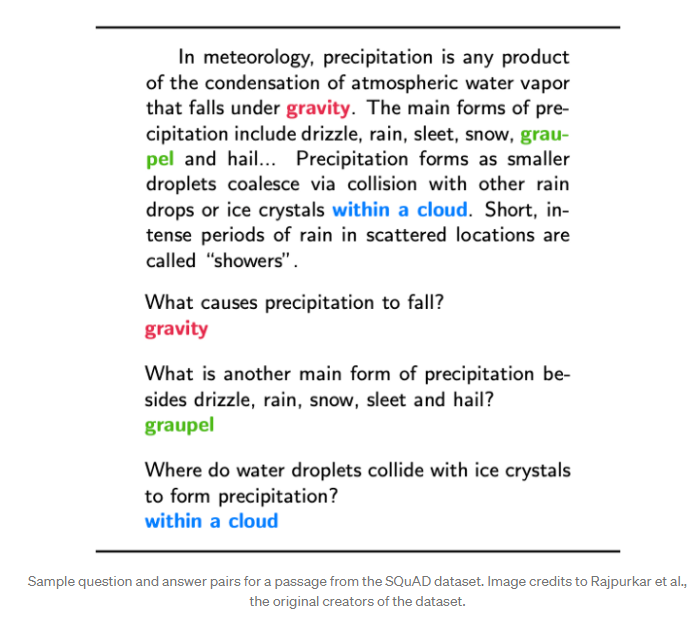 In meteorology, precipitation is any product
of the condensation of atmospheric water vapor
that falls under gravity. The main forms of pre-
cipitation include drizzle, rain, sleet, snow, grau-
pel and hail... Precipitation forms as smaller
droplets coalesce via collision with other rain
drops or ice crystals within a cloud. Short, in-
tense periods of rain in scattered locations are
called “showers”.
What causes precipitation to fall?
gravity
What is another main form of precipitation be-
sides drizzle, rain, snow, sleet and hail?
graupel
Where do water droplets collide with ice crystals
to form precipitation?
within a cloud
Sample question and answer pairs for a passage from the SQuAD dataset. Image credits to Rajpurkar et al.,
the original creators of the dataset.